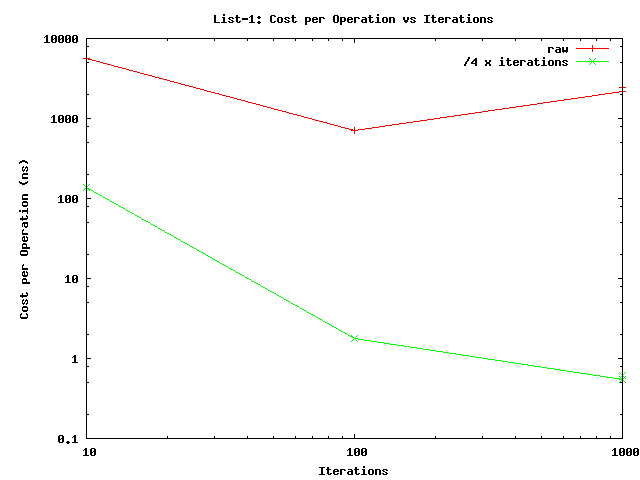 List-1: Cost per Operation vs Iterations
10000
raw
/4 x iterations
1000
100
10
1
0.1
Cost per Operation (ns)
10
100
1000
Iterations